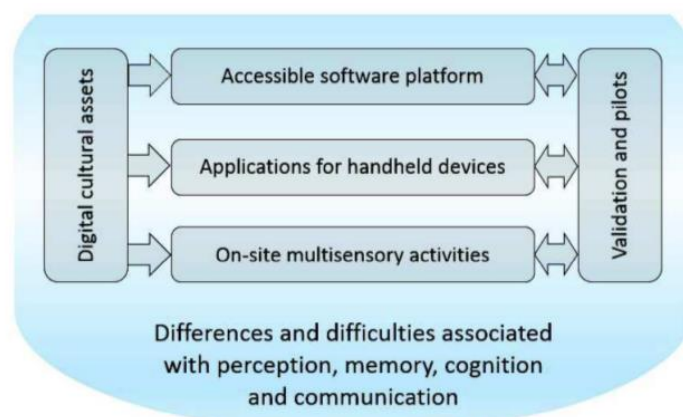 Digital cultural assets
Accessible software platform
Applications for handheld devices
On-site multisensory activities
Validation and pilots
Differences and difficulties associated
with perception, memory, cognition
and communication